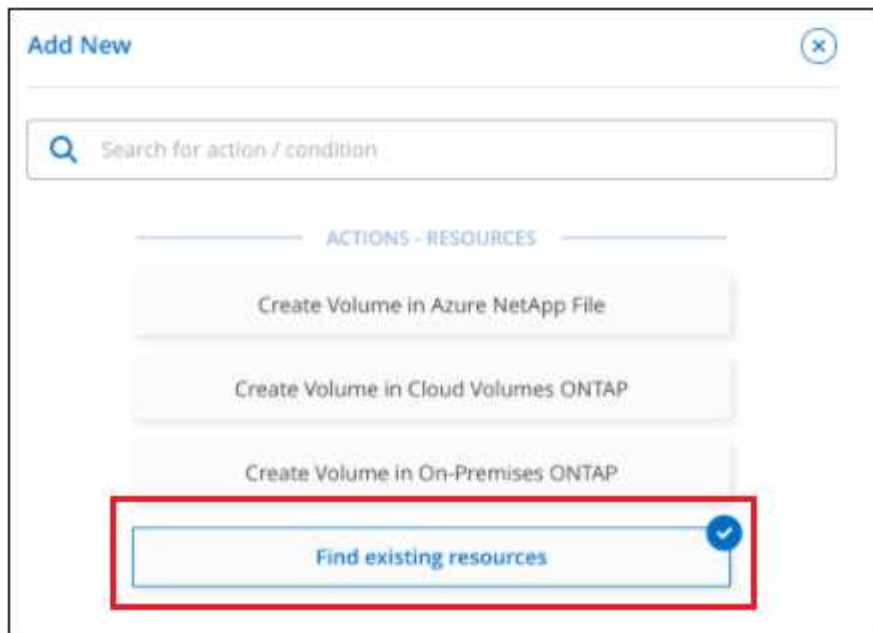 Add New
Search for action / condition
ACTIONS - RESOURCES
Create Volume in Azure NetApp File
Create Volume in Cloud Volumes ONTAP
Create Volume in On-Premises ONTAP
Find existing resources